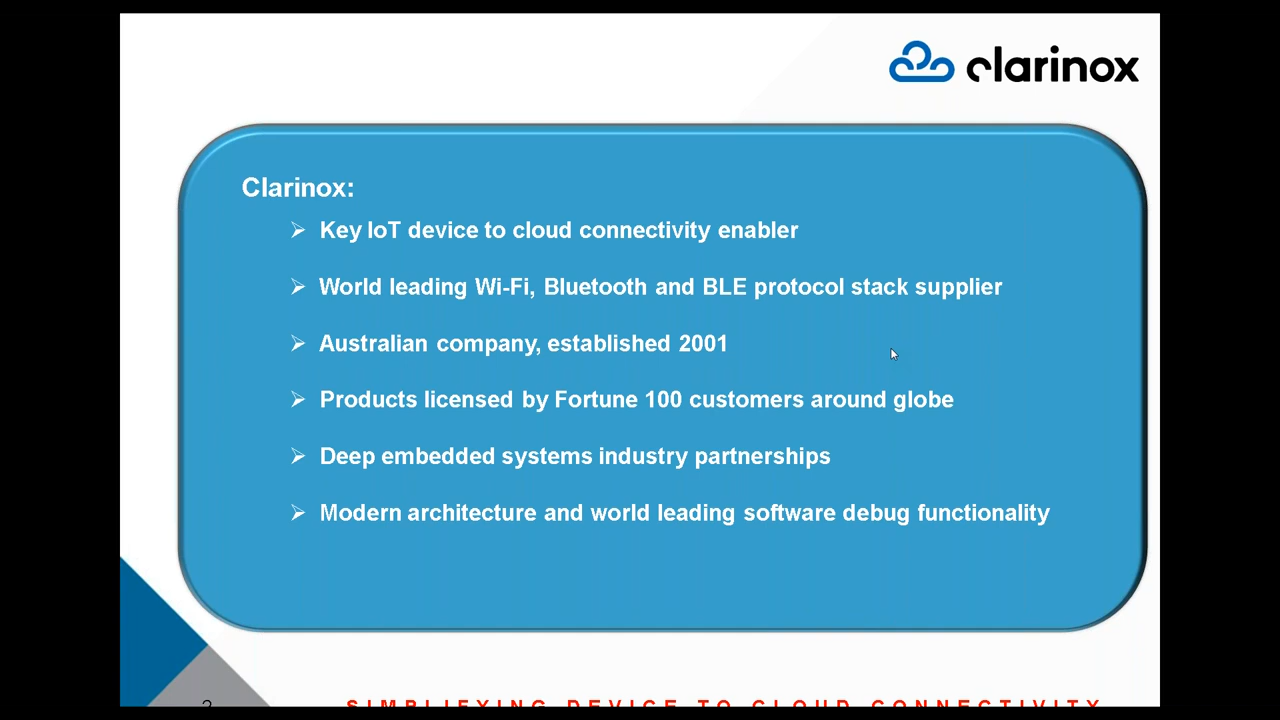 clarinox
Clarinox:
Key IoT device to cloud connectivity enabler
World leading Wi-Fi, Bluetooth and BLE protocol stack supplier
Australian company, established 2001
Products licensed by Fortune 100 customers around globe
Deep embedded systems industry partnerships
Modern architecture and world leading software debug functionality
2
SIMPLIFYING DEVICE TO CLOUD CONNECTIVITY